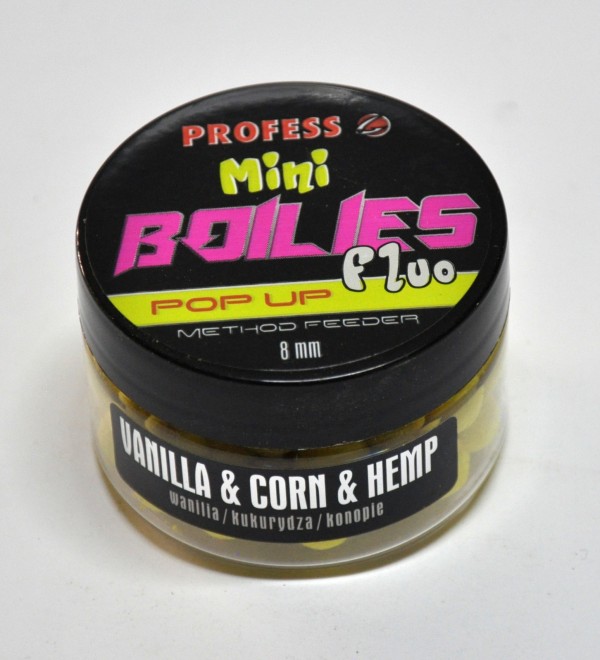 PROFESS
Mini
BOILIES
fluo
POP UP
METHOD FEEDER
8 mm
VANILLA & CORN & HEMP
wanilia / kukurydza / konopie